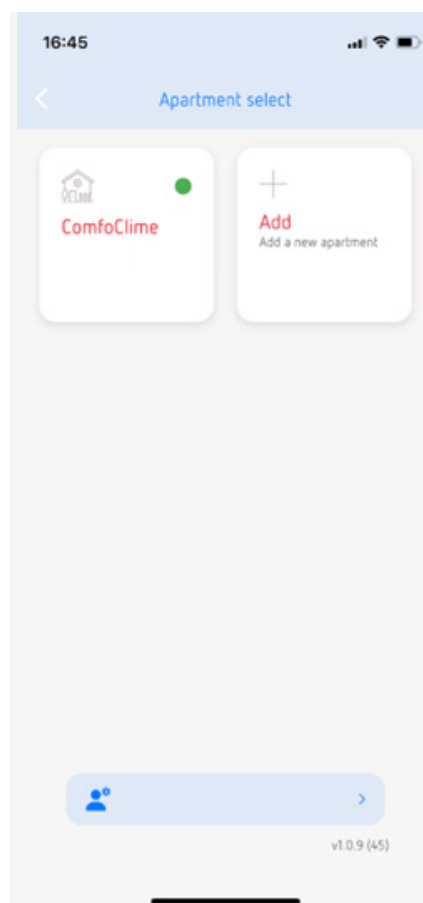 16:45
Apartment select
ComfoClime
Add
Add a new apartment
v1.0.9 (45)